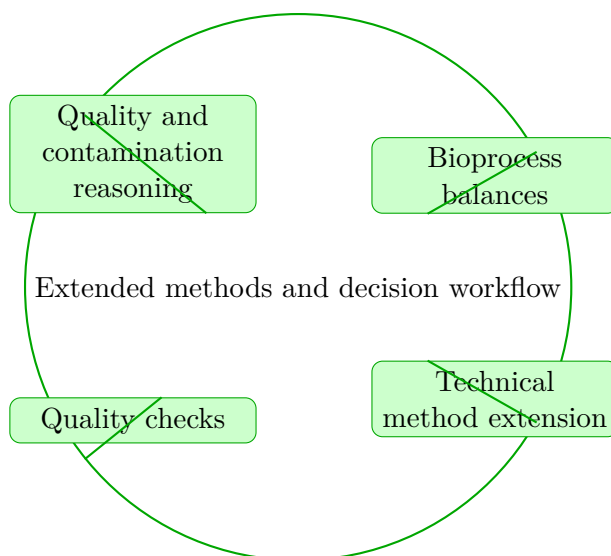 Quality and
contamination
reasoning
Bioprocess
balances
Extended methods and decision workflow
Quality checks
Technical
method extension